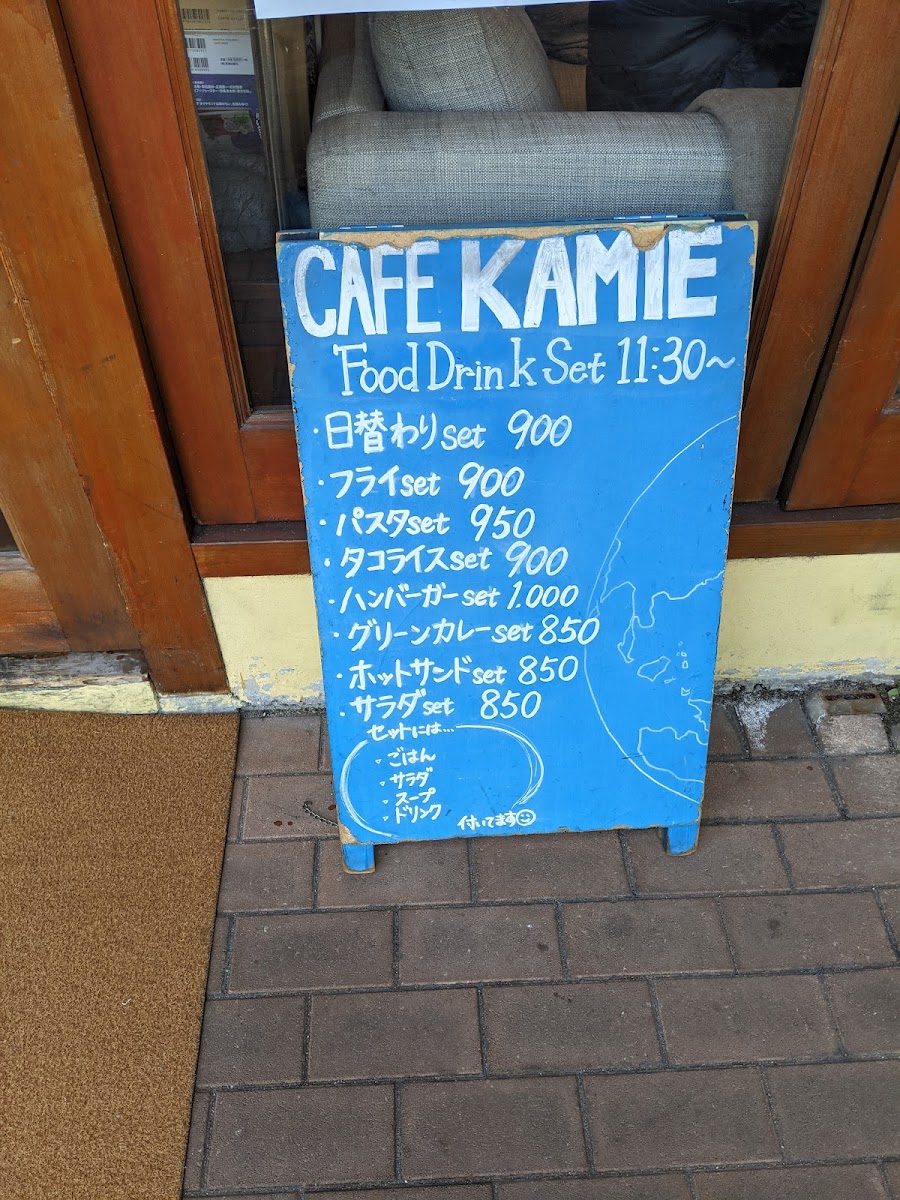 CAFE KAMIE
Food Drink Set 11:30~
・日替わりset 900
・フライset 900
・パスタset 950
・タコライスset 900
・ハンバーガーset 1.000
・グリーンカレーset 850
・ホットサンドset 850
・サラダset 850
セットには...
ごはん
サラダ
スープ
ドリンク
付いてます